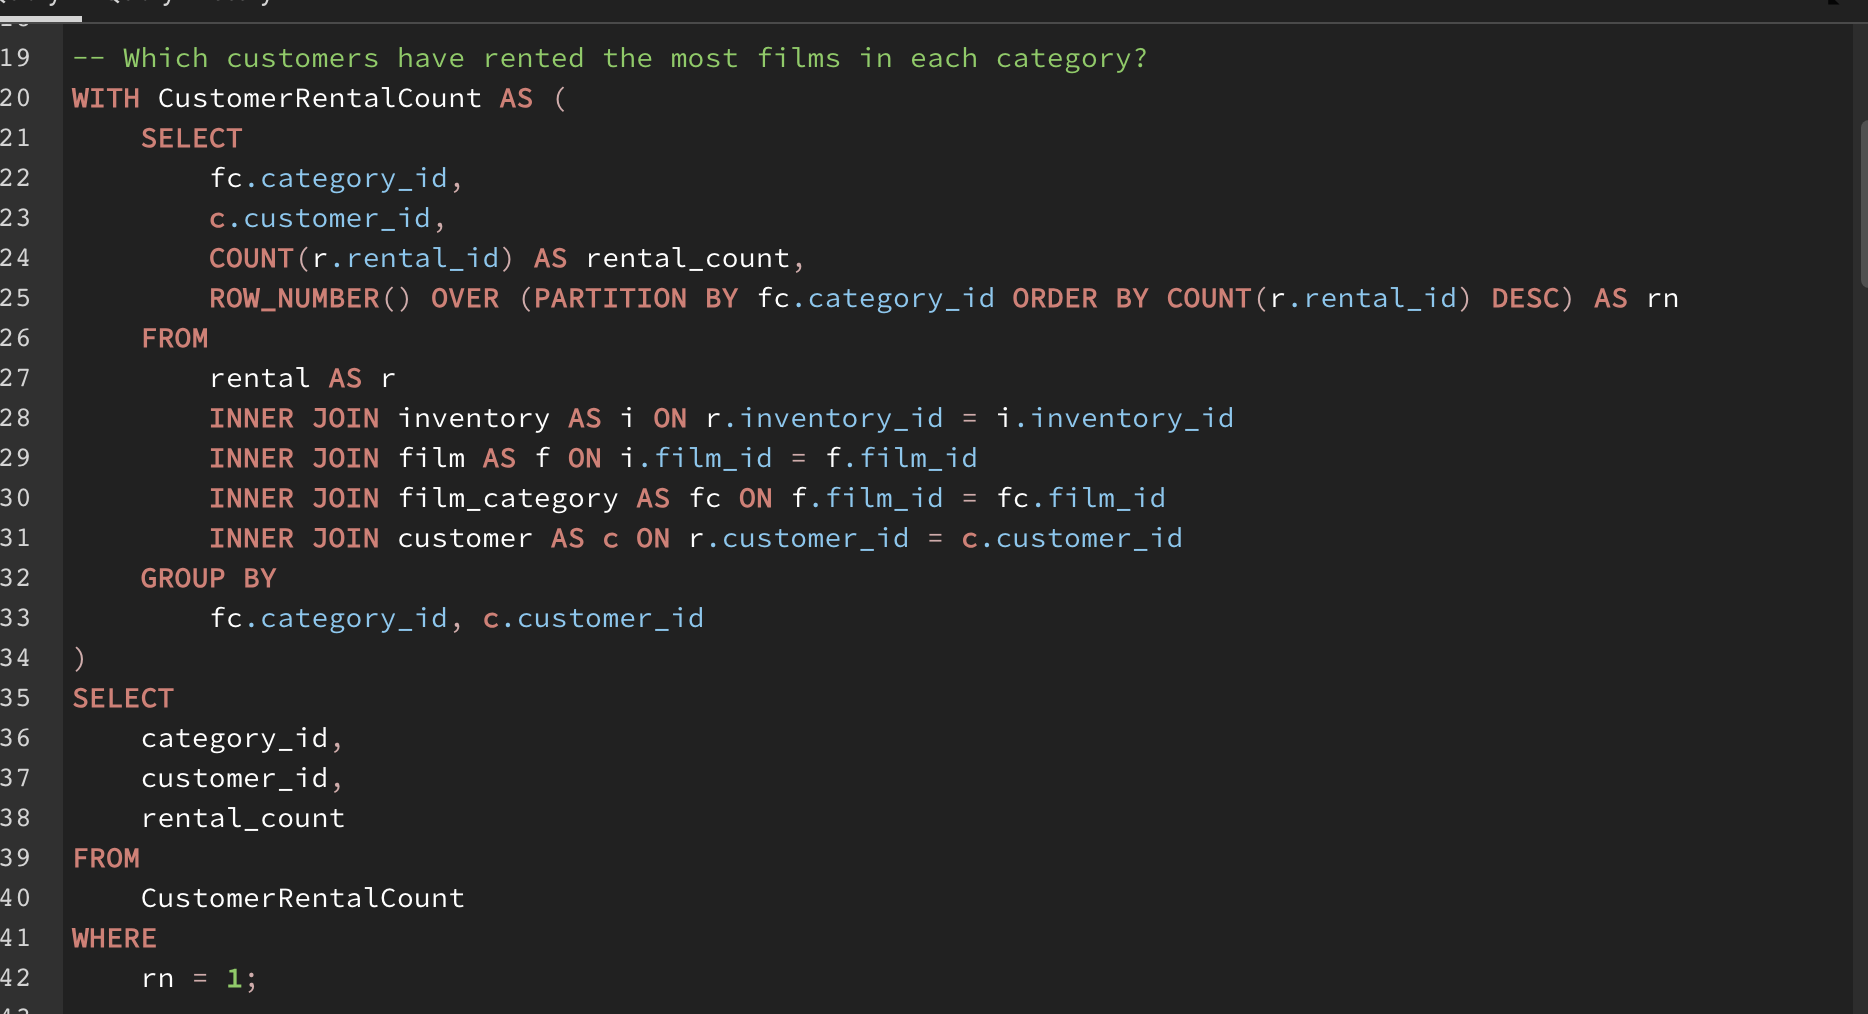 19 -- Which customers have rented the most films in each category?
20 WITH CustomerRentalCount AS (
21     SELECT
22         fc.category_id,
23         c.customer_id,
24         COUNT(r.rental_id) AS rental_count,
25         ROW_NUMBER() OVER (PARTITION BY fc.category_id ORDER BY COUNT(r.rental_id) DESC) AS rn
26     FROM
27         rental AS r
28         INNER JOIN inventory AS i ON r.inventory_id = i.inventory_id
29         INNER JOIN film AS f ON i.film_id = f.film_id
30         INNER JOIN film_category AS fc ON f.film_id = fc.film_id
31         INNER JOIN customer AS c ON r.customer_id = c.customer_id
32     GROUP BY
33         fc.category_id, c.customer_id
34 )
35 SELECT
36     category_id,
37     customer_id,
38     rental_count
39 FROM
40     CustomerRentalCount
41 WHERE
42     rn = 1;